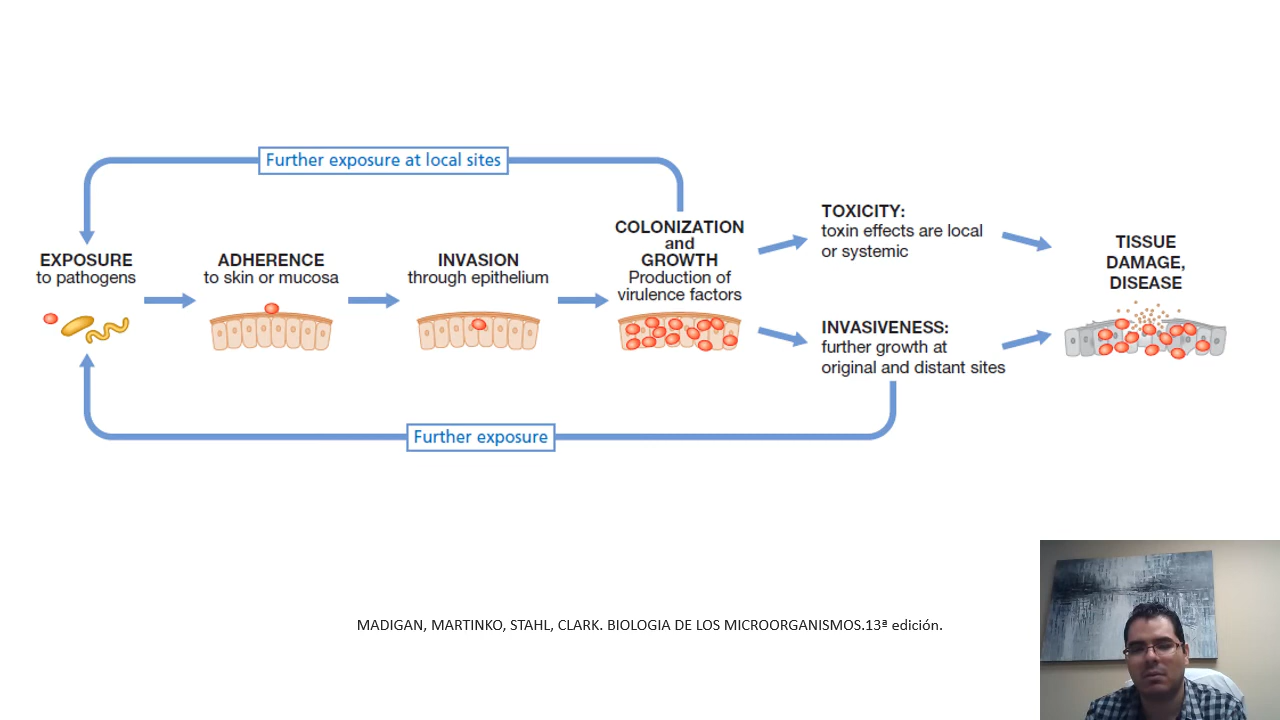 Further exposure at local sites
EXPOSURE
to pathogens
ADHERENCE
to skin or mucosa
INVASION
through epithelium
COLONIZATION
and
GROWTH
Production of
virulence factors
TOXICITY:
toxin effects are local
or systemic
INVASIVENESS:
further growth at
original and distant sites
TISSUE
DAMAGE,
DISEASE
Further exposure
MADIGAN, MARTINKO, STAHL, CLARK. BIOLOGIA DE LOS MICROORGANISMOS.13ª edición.